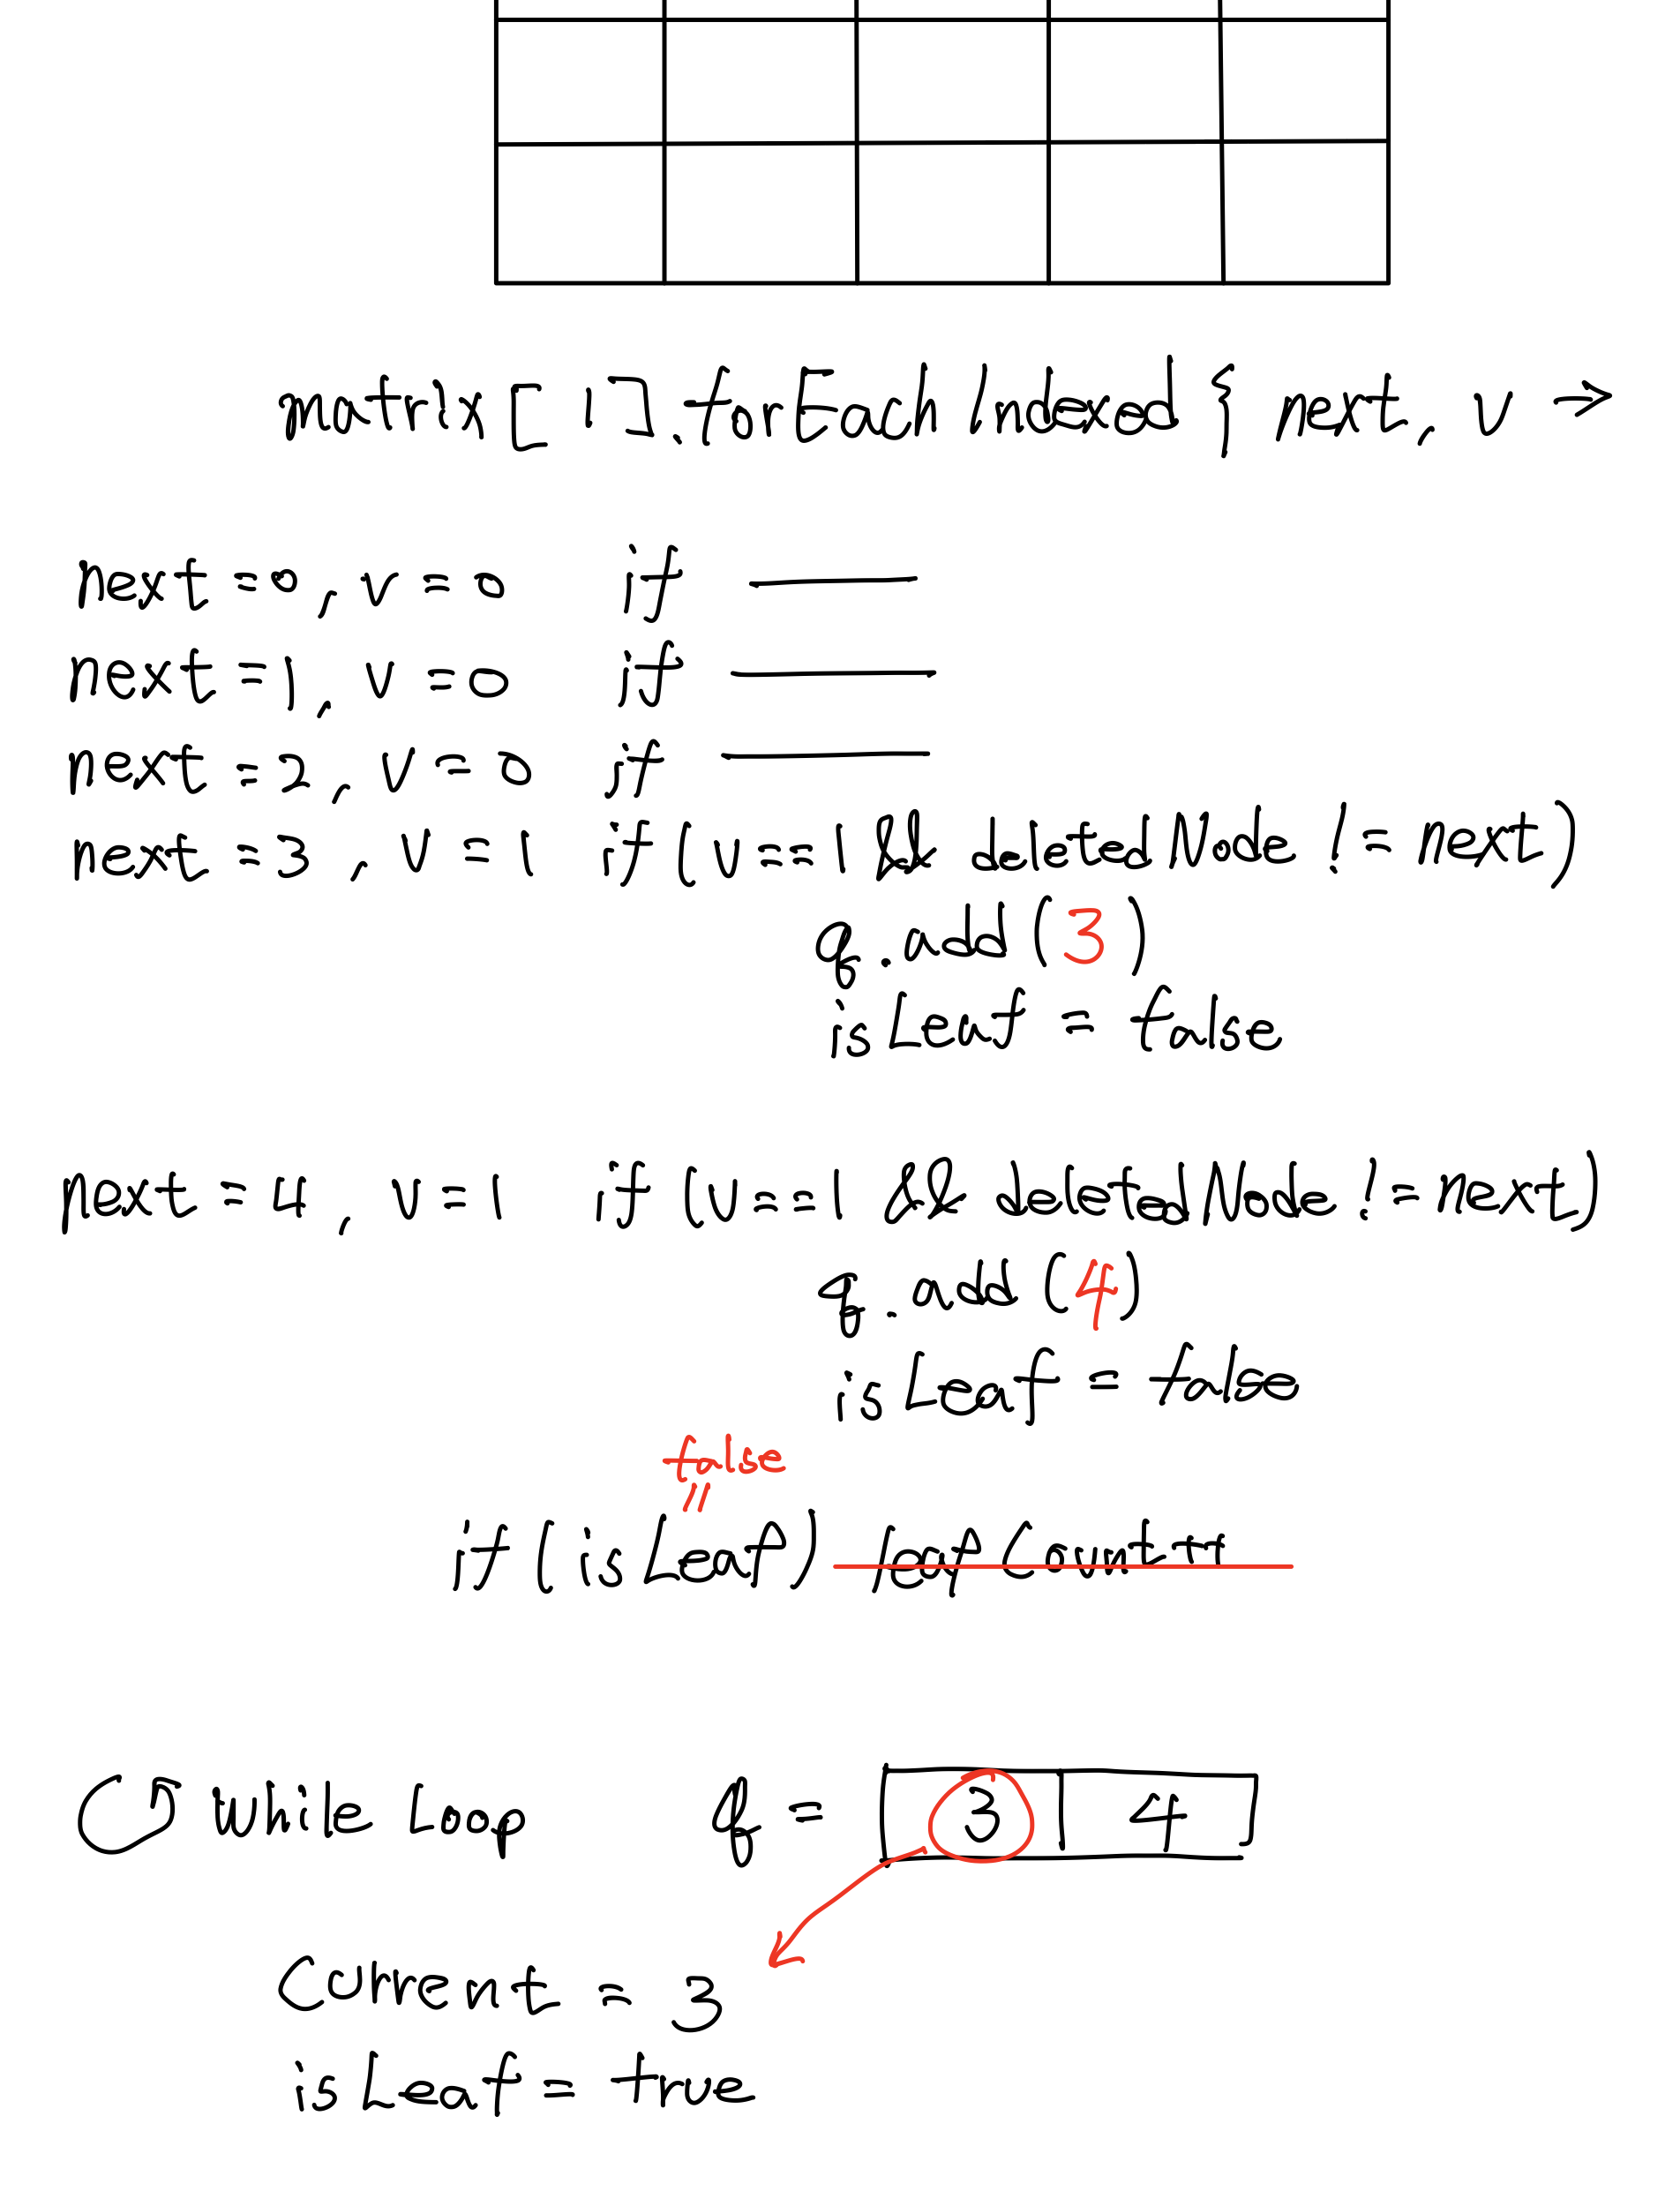 matrix[ i ].forEachIndexed { next, v ->
next = 0, v = 0 if
next = 1, v = 0 if
next = 2, v = 0 if
next = 3, v = 1 if (v == 1 && deletedNode != next)
q.add(3)
isLeaf = false
next = 4, v = 1 if (v == 1 && deletedNode != next)
q.add(4)
isLeaf = false
false
if (isLeaf) leafCount++
while loop q = 3 4
Current = 3
isLeaf = true